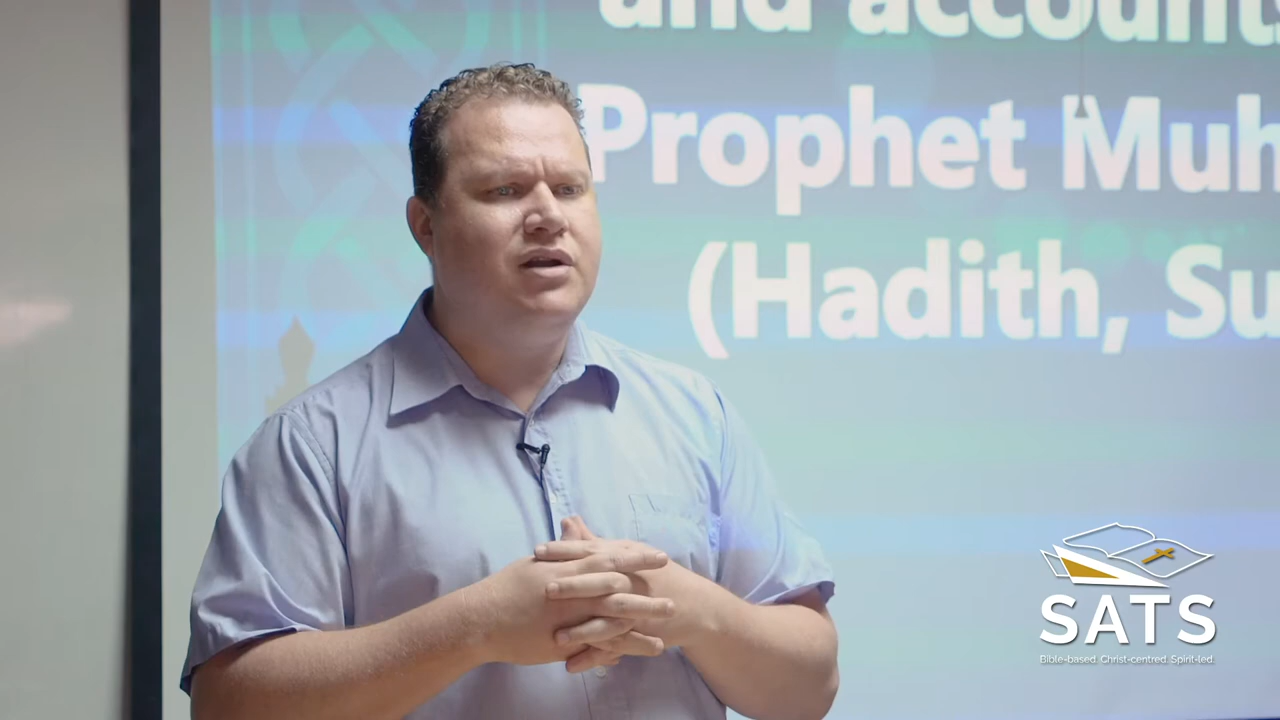 and account
Prophet Muh
(Hadith, Su
SATS
Bible-based. Christ-centred. Spirit-led.